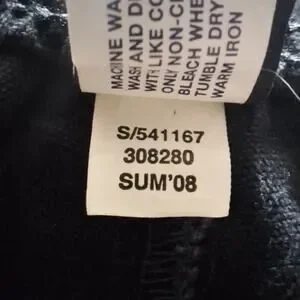 MACHINE WA
WASH AND D
WITH LIKE CO
ONLY NON-C
BLEACH WHE
TUMBLE DRY
WARM IRON
S/541167
308280
SUM'08